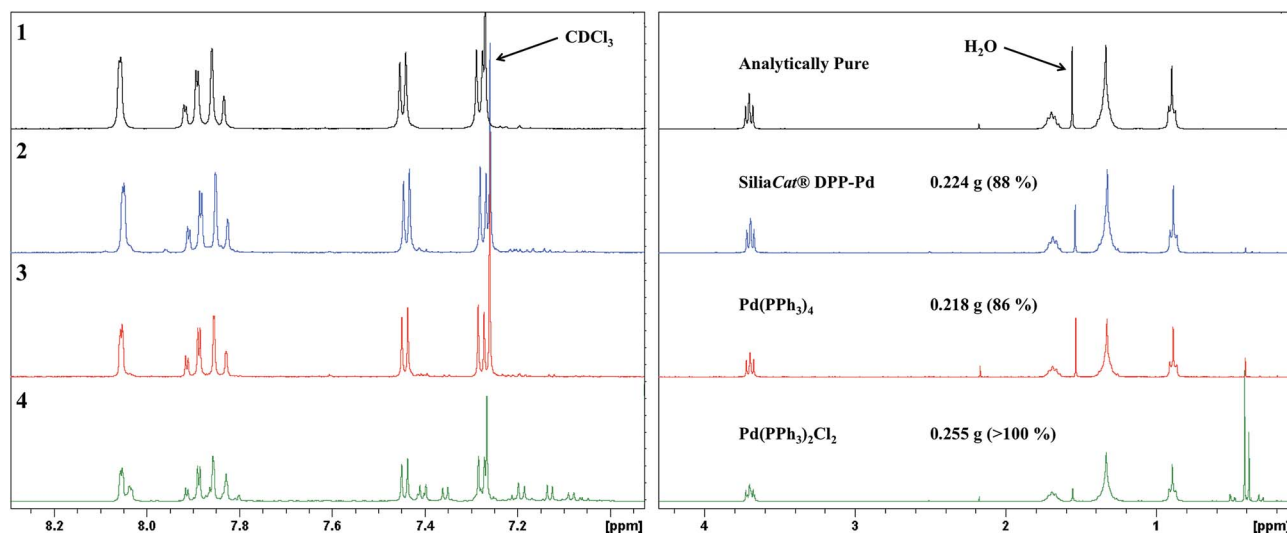 1
CDCl₃
2
3
4
8.2 8.0 7.8 7.6 7.4 7.2 [ppm]
H₂O
Analytically Pure
SiliaCat® DPP-Pd 0.224 g (88 %)
Pd(PPh₃)₄ 0.218 g (86 %)
Pd(PPh₃)₂Cl₂ 0.255 g (>100 %)
4 3 2 1 [ppm]